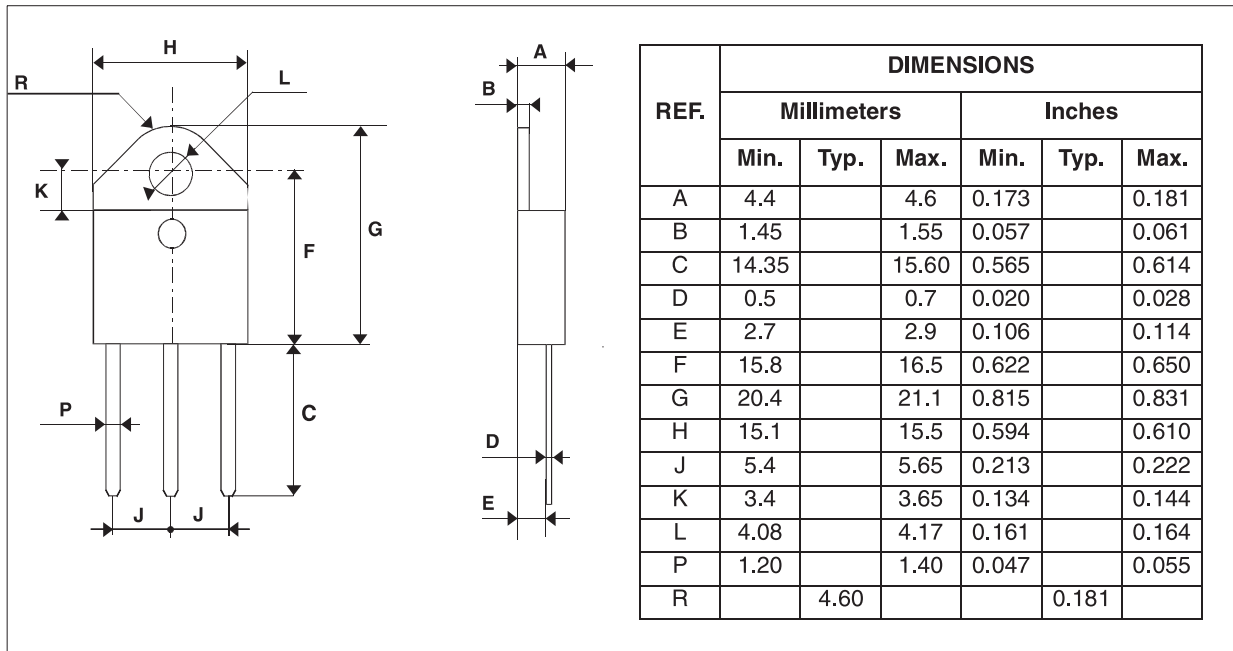 H
A
R
L
B
K
G
F
P
C
D
J
J
E
DIMENSIONS
REF. Millimeters Inches
Min. Typ. Max. Min. Typ. Max.
A 4.4 4.6 0.173 0.181
B 1.45 1.55 0.057 0.061
C 14.35 15.60 0.565 0.614
D 0.5 0.7 0.020 0.028
E 2.7 2.9 0.106 0.114
F 15.8 16.5 0.622 0.650
G 20.4 21.1 0.815 0.831
H 15.1 15.5 0.594 0.610
J 5.4 5.65 0.213 0.222
K 3.4 3.65 0.134 0.144
L 4.08 4.17 0.161 0.164
P 1.20 1.40 0.047 0.055
R 4.60 0.181